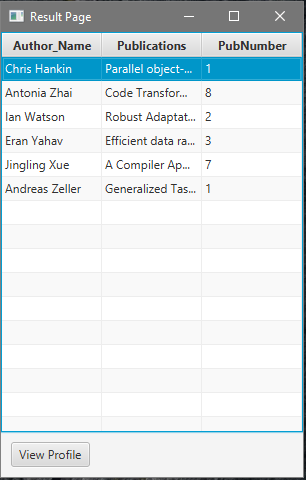 Result Page
Author_Name Publications PubNumber
Chris Hankin Parallel object-... 1
Antonia Zhai Code Transfor... 8
Ian Watson Robust Adaptat... 2
Eran Yahav Efficient data ra... 3
Jingling Xue A Compiler Ap... 7
Andreas Zeller Generalized Tas... 1
View Profile